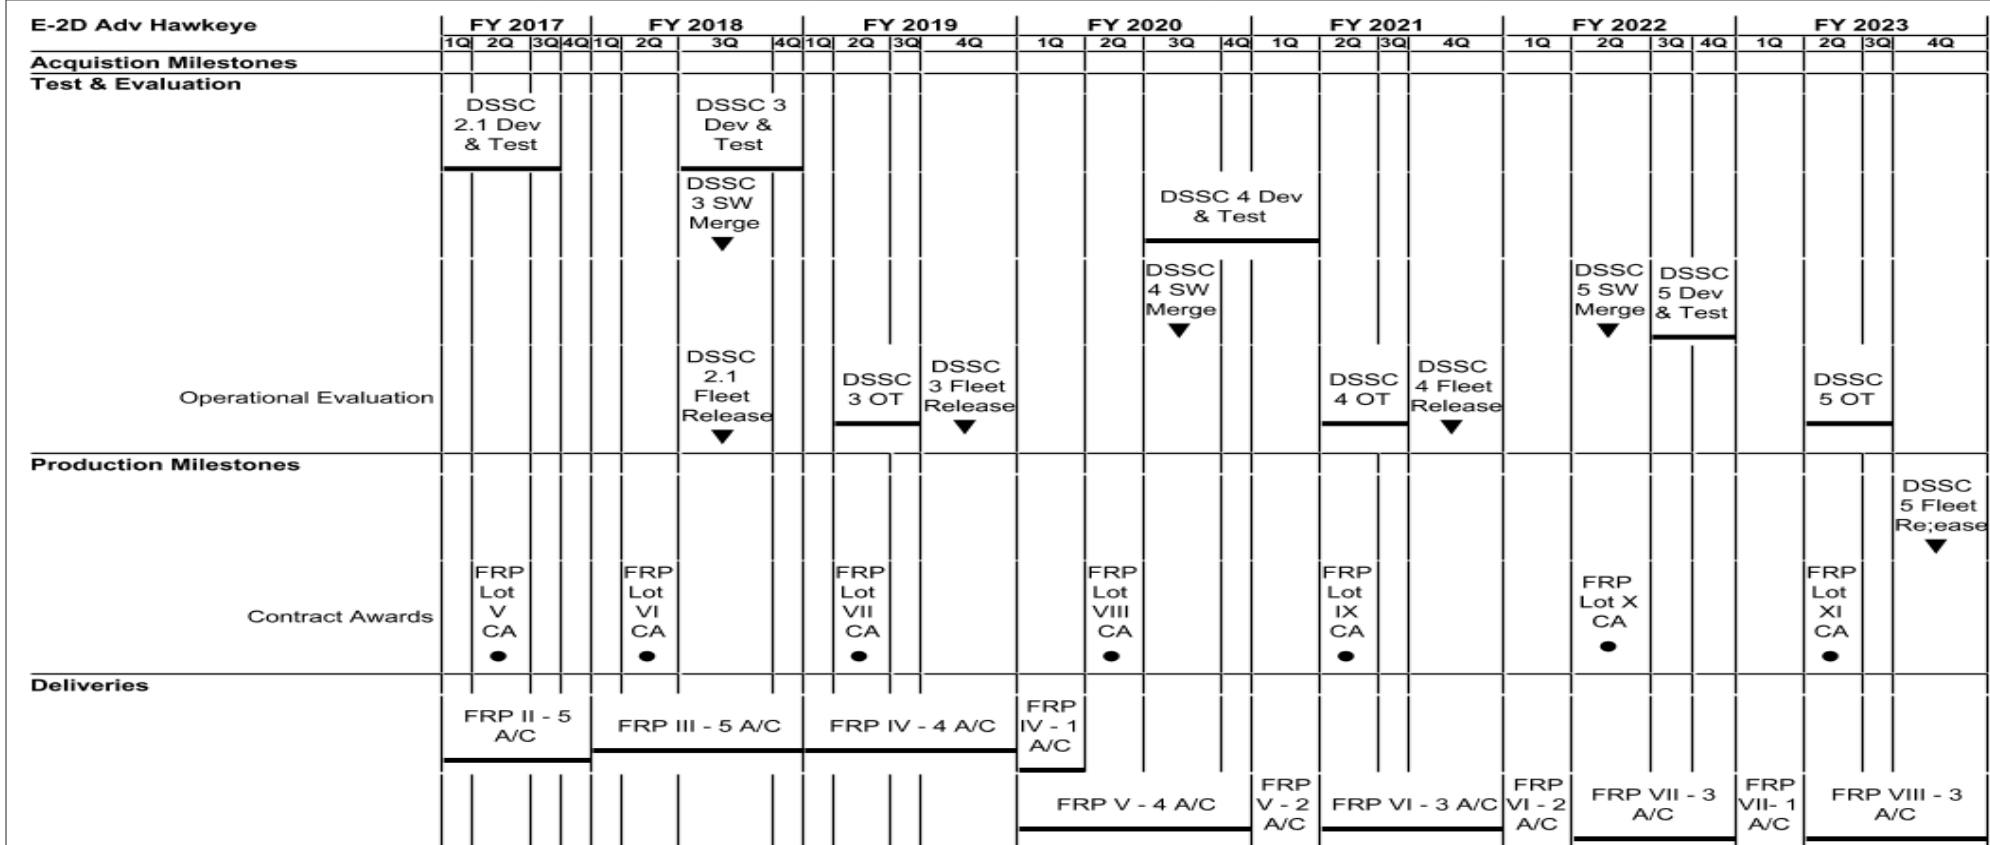 E-2D Adv Hawkeye FY 2017 FY 2018 FY 2019 FY 2020 FY 2021 FY 2022 FY 2023
1Q 2Q 3Q 4Q 1Q 2Q 3Q 4Q 1Q 2Q 3Q 4Q 1Q 2Q 3Q 4Q 1Q 2Q 3Q 4Q 1Q 2Q 3Q 4Q 1Q 2Q 3Q 4Q
Acquistion Milestones
Test & Evaluation
DSSC
2.1 Dev
& Test
DSSC 3
Dev &
Test
DSSC
3 SW
Merge
DSSC 4 Dev
& Test
DSSC
4 SW
Merge
DSSC
5 SW
Merge
DSSC
5 Dev
& Test
Operational Evaluation
DSSC
2.1
Fleet
Release
DSSC
3 OT
DSSC
3 Fleet
Release
DSSC
4 OT
DSSC
4 Fleet
Release
DSSC
5 OT
Production Milestones
DSSC
5 Fleet
Re;ease
Contract Awards
FRP
Lot
V
CA
FRP
Lot
VI
CA
FRP
Lot
VII
CA
FRP
Lot
VIII
CA
FRP
Lot
IX
CA
FRP
Lot X
CA
FRP
Lot
XI
CA
Deliveries
FRP II - 5
A/C
FRP III - 5 A/C
FRP IV - 4 A/C
FRP
IV - 1
A/C
FRP V - 4 A/C
FRP
V - 2
A/C
FRP VI - 3 A/C
FRP
VI - 2
A/C
FRP VII - 3
A/C
FRP
VII- 1
A/C
FRP VIII - 3
A/C